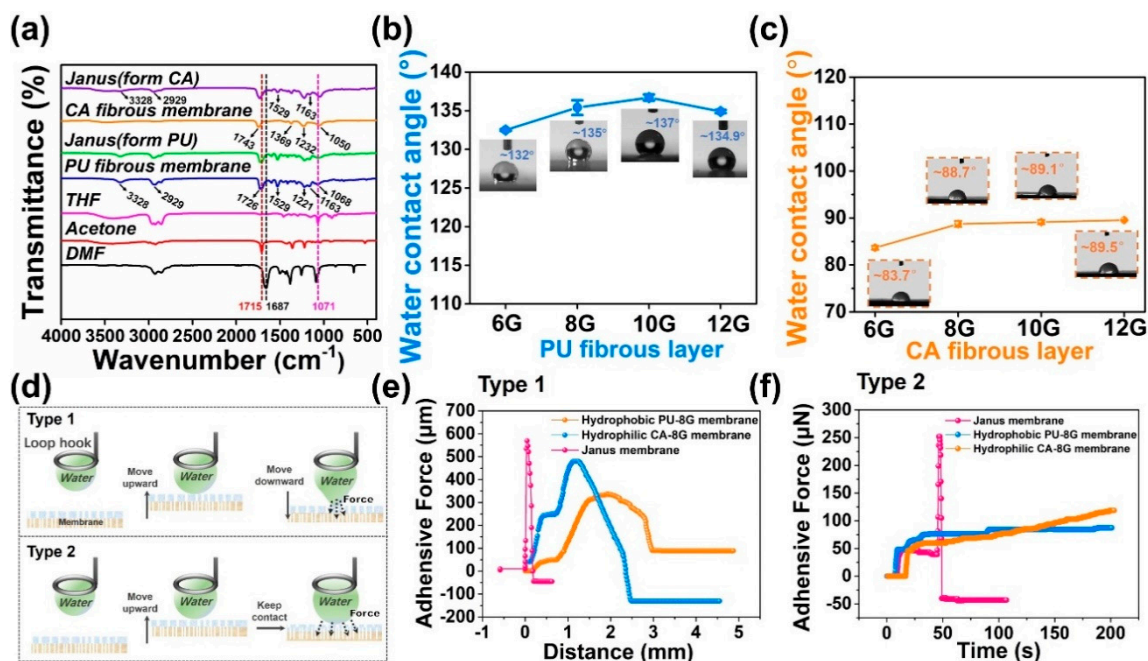 (a)
Transmittance (%)
Janus(form CA)
3328 2929 1529 1163
CA fibrous membrane
1743 1369 1232 1050
Janus(form PU)
PU fibrous membrane
3328 2929 1726 1529 1221 1163 1068
THF
Acetone
DMF
1715 1687 1071
4000 3500 3000 2500 2000 1500 1000 500
Wavenumber (cm-1)
(b)
Water contact angle (°)
140
135
130
125
120
115
110
~132°
~135°
~137°
~134.9°
6G 8G 10G 12G
PU fibrous layer
(c)
Water contact angle (°)
120
110
100
90
80
70
~83.7°
~88.7°
~89.1°
~89.5°
6G 8G 10G 12G
CA fibrous layer
(d)
Type 1
Loop hook
Water
Membrane
Move
upward
Water
Move
downward
Water
Force
Type 2
Water
Move
upward
Water
Keep
contact
Water
Force
(e)
Type 1
Adhensive Force (μm)
700
600
500
400
300
200
100
0
-100
-200
Hydrophobic PU-8G membrane
Hydrophilic CA-8G membrane
Janus membrane
-1 0 1 2 3 4 5
Distance (mm)
(f)
Type 2
Adhensive Force (μN)
300
250
200
150
100
50
0
-50
Janus membrane
Hydrophobic PU-8G membrane
Hydrophilic CA-8G membrane
0 50 100 150 200
Time (s)